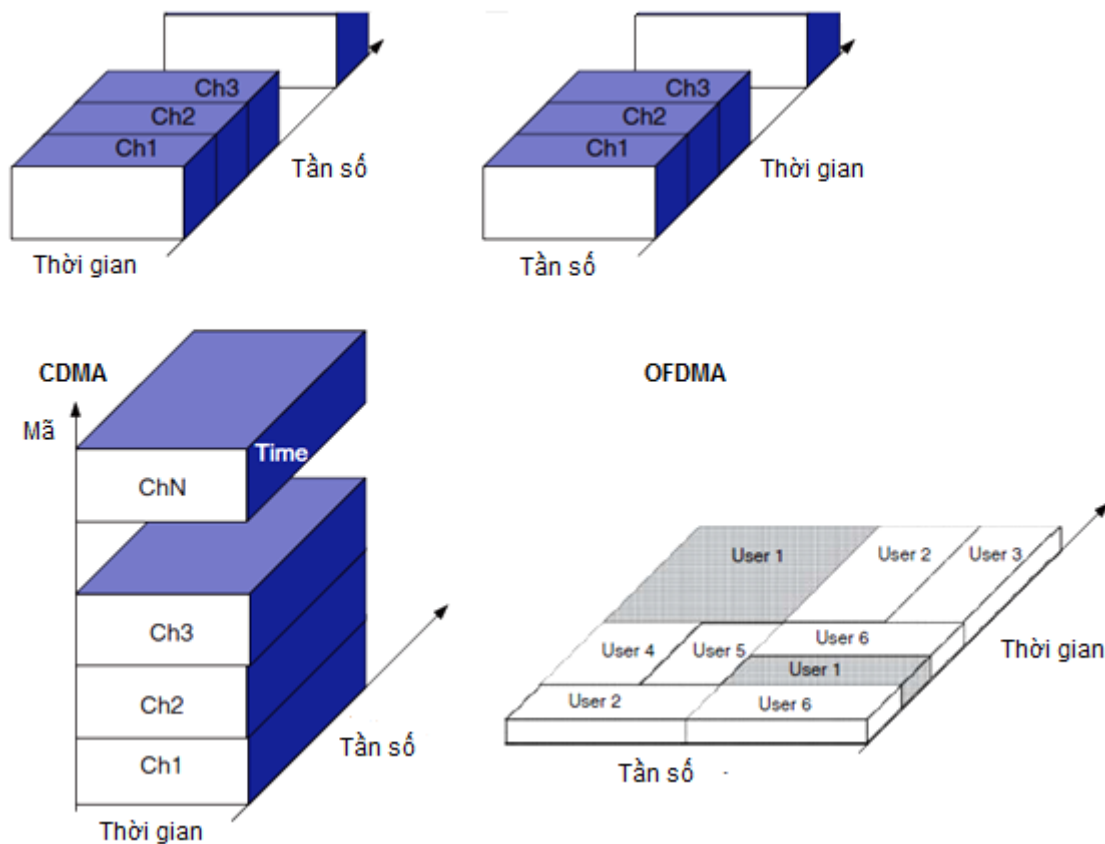 Ch3
Ch2
Ch1
Tần số
Thời gian
Ch3
Ch2
Ch1
Thời gian
Tần số
CDMA
Mã
Time
ChN
Ch3
Ch2
Ch1
Tần số
Thời gian
OFDMA
User 1
User 2
User 3
User 4
User 5
User 6
User 1
User 2
User 6
Thời gian
Tần số